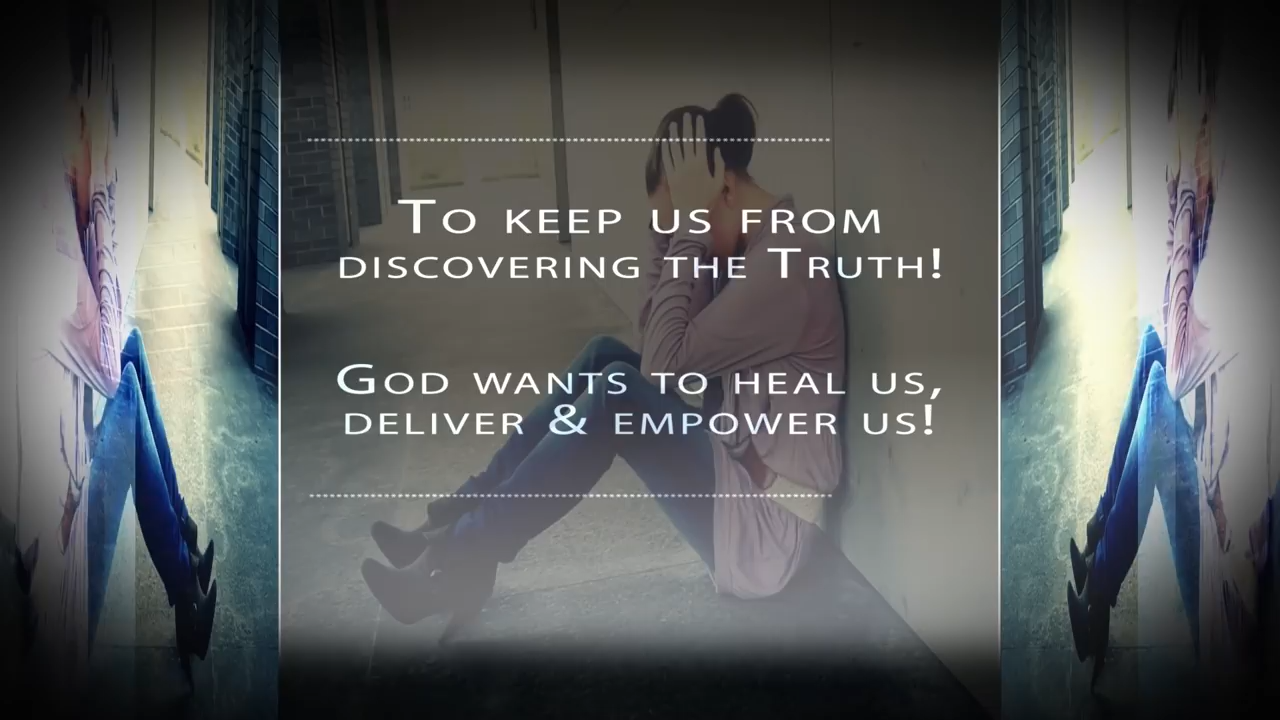 To keep us from
discovering the Truth!
God wants to heal us,
deliver & empower us!